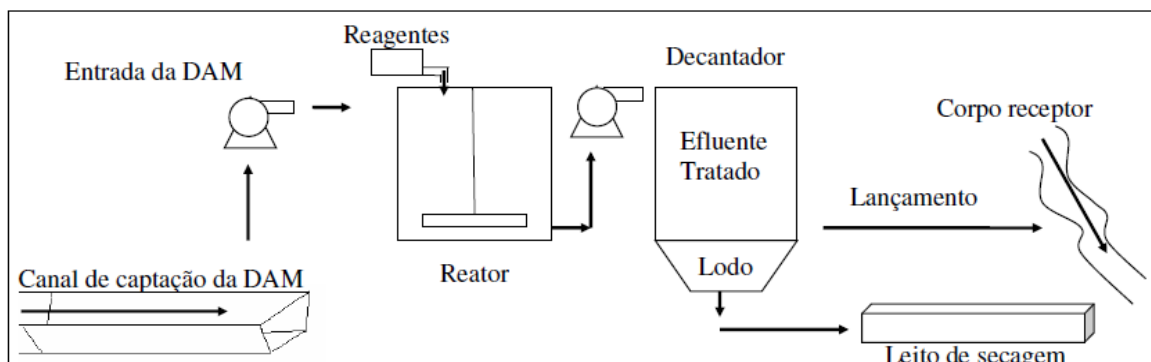 Reagentes
Entrada da DAM
Decantador
Corpo receptor
Efluente
Tratado
Lançamento
Lodo
Reator
Canal de captação da DAM
Leito de secagem